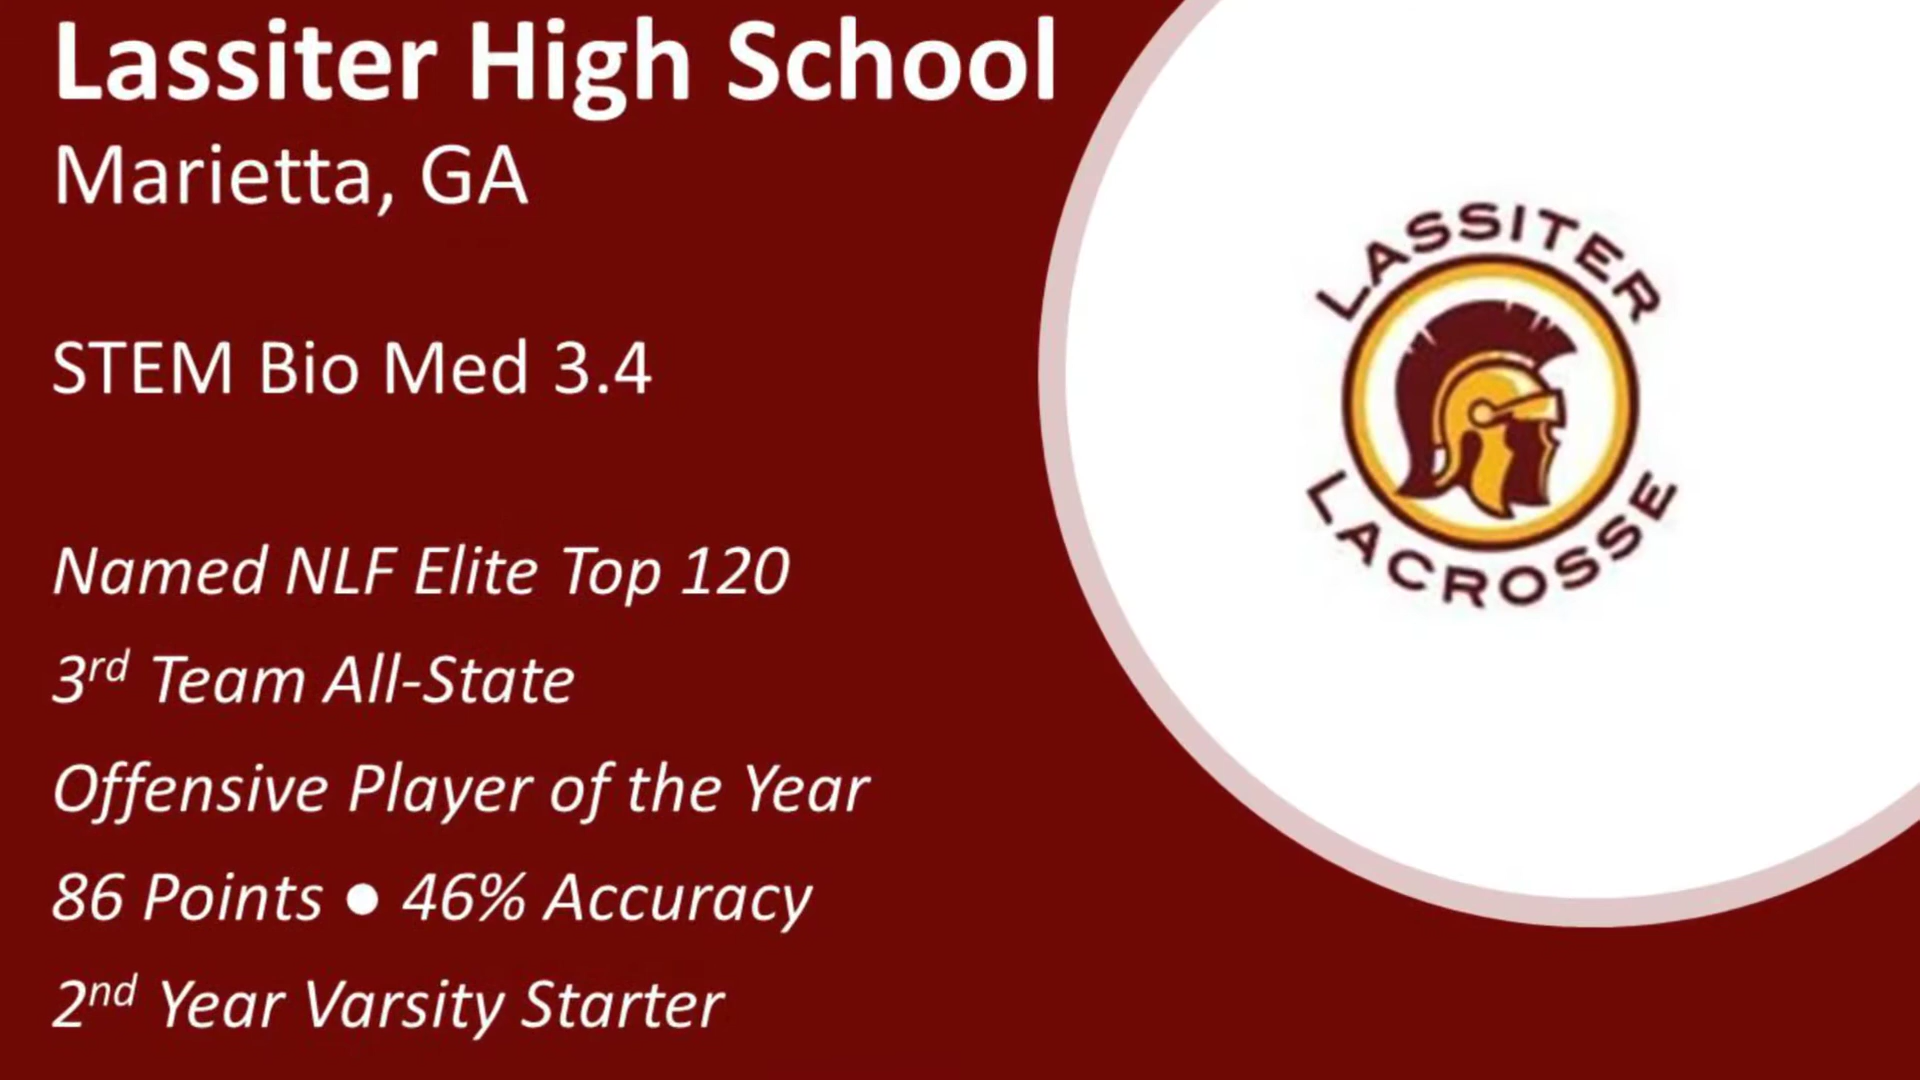 Lassiter High School
Marietta, GA
STEM Bio Med 3.4
Named NLF Elite Top 120
3rd Team All-State
Offensive Player of the Year
86 Points ● 46% Accuracy
2nd Year Varsity Starter
LASSITER
LACROSSE